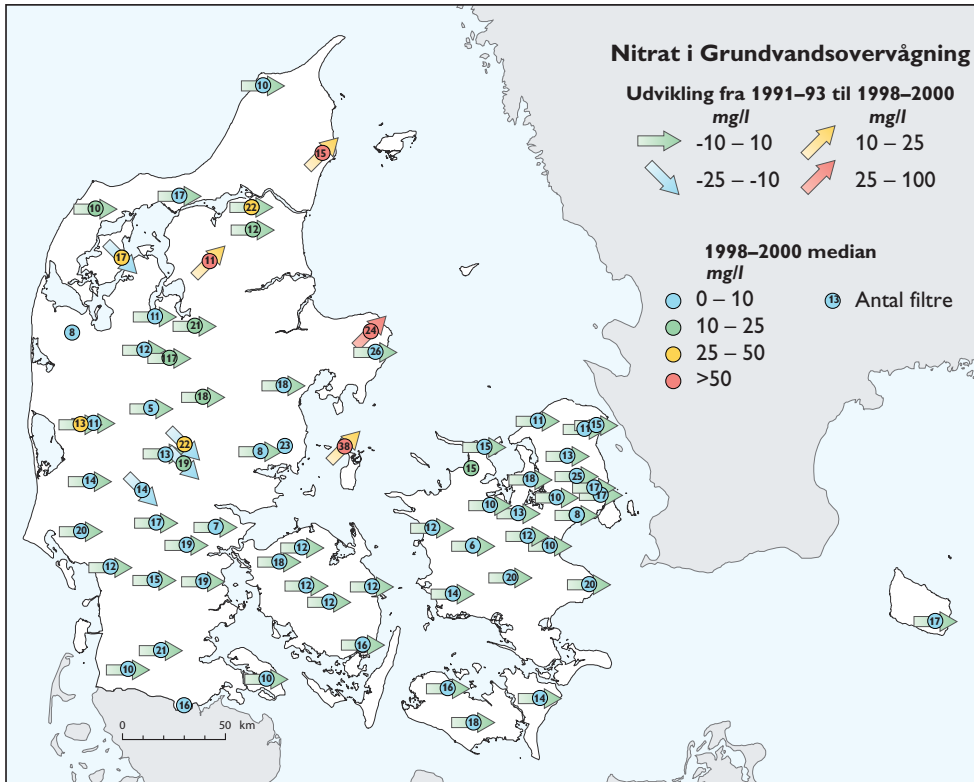 Nitrat i Grundvandsovervågning
Udvikling fra 1991–93 til 1998–2000
mg/l mg/l
-10 – 10 10 – 25
-25 – -10 25 – 100
1998–2000 median
mg/l
0 – 10 13 Antal filtre
10 – 25
25 – 50
>50
10
15
17
10 22
12
17 11
11
8 21
24
12 17 26
18
18
5
13 11
11 11 15
22 38 15
13 19 8 23
13
15
14 14
18 25
17 17
10
10 13 8
17 7
20 12
12
19 12 6 10
18
12
15 19
20
12 12 14 20
12
17
16
21
10
10
16 14
16
18
0 50 km